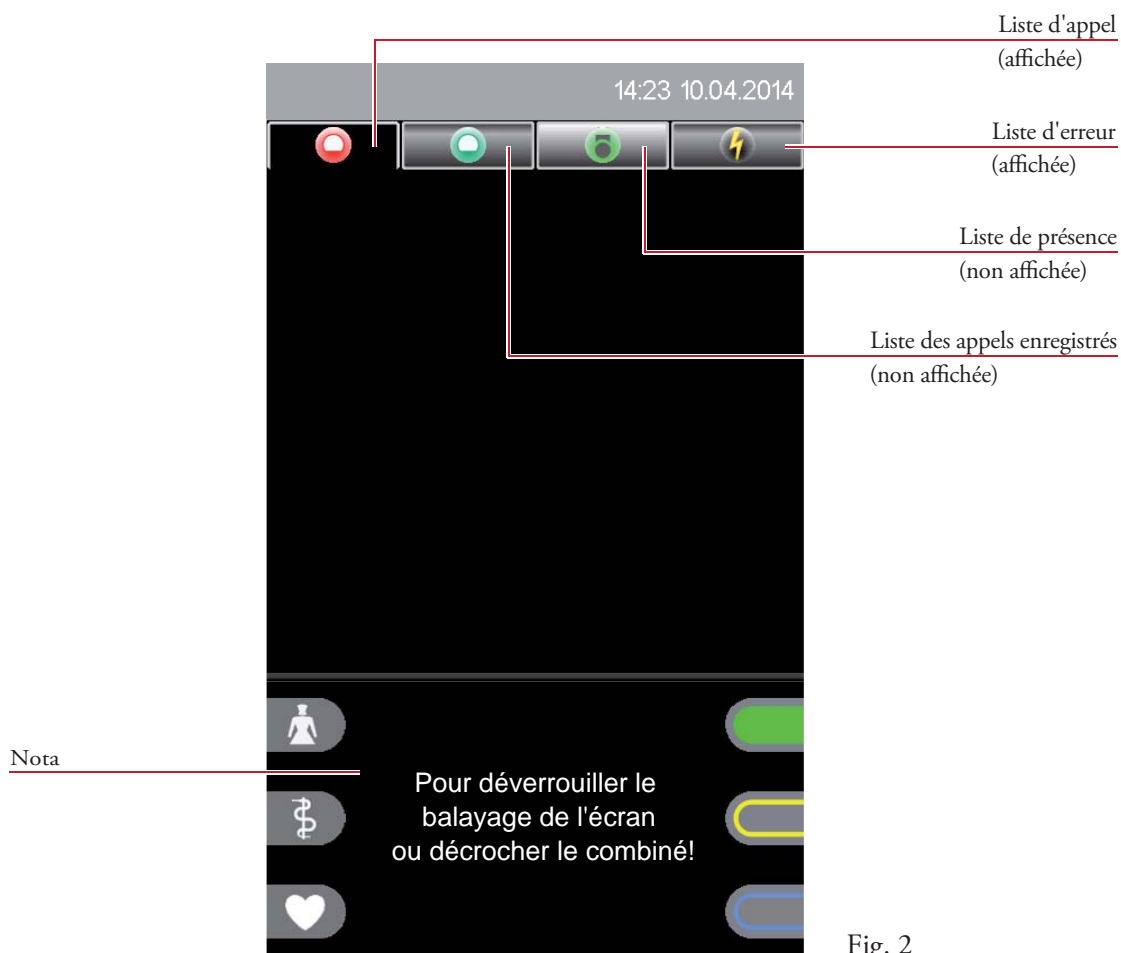 Liste d'appel
(affichée)
14:23 10.04.2014
Liste d'erreur
(affichée)
Liste de présence
(non affichée)
Liste des appels enregistrés
(non affichée)
Nota
Pour déverrouiller le
balayage de l'écran
ou décrocher le combiné!
Fig. 2